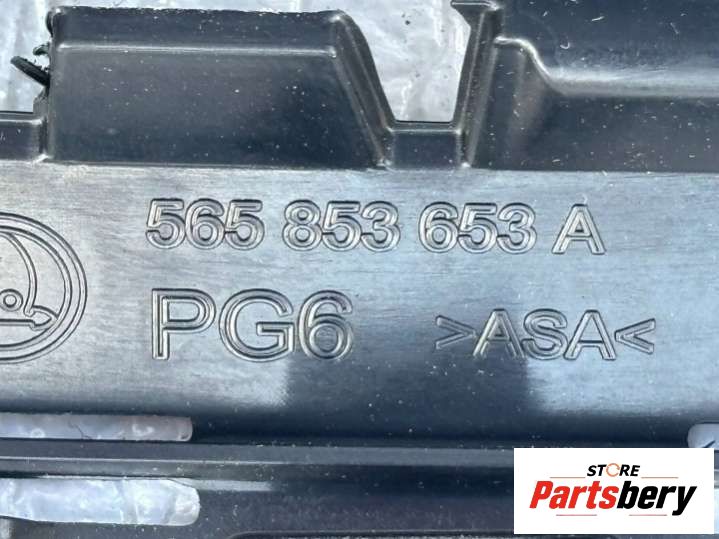 565 853 653 A
PG6 >ASA<
STORE
Partsbery